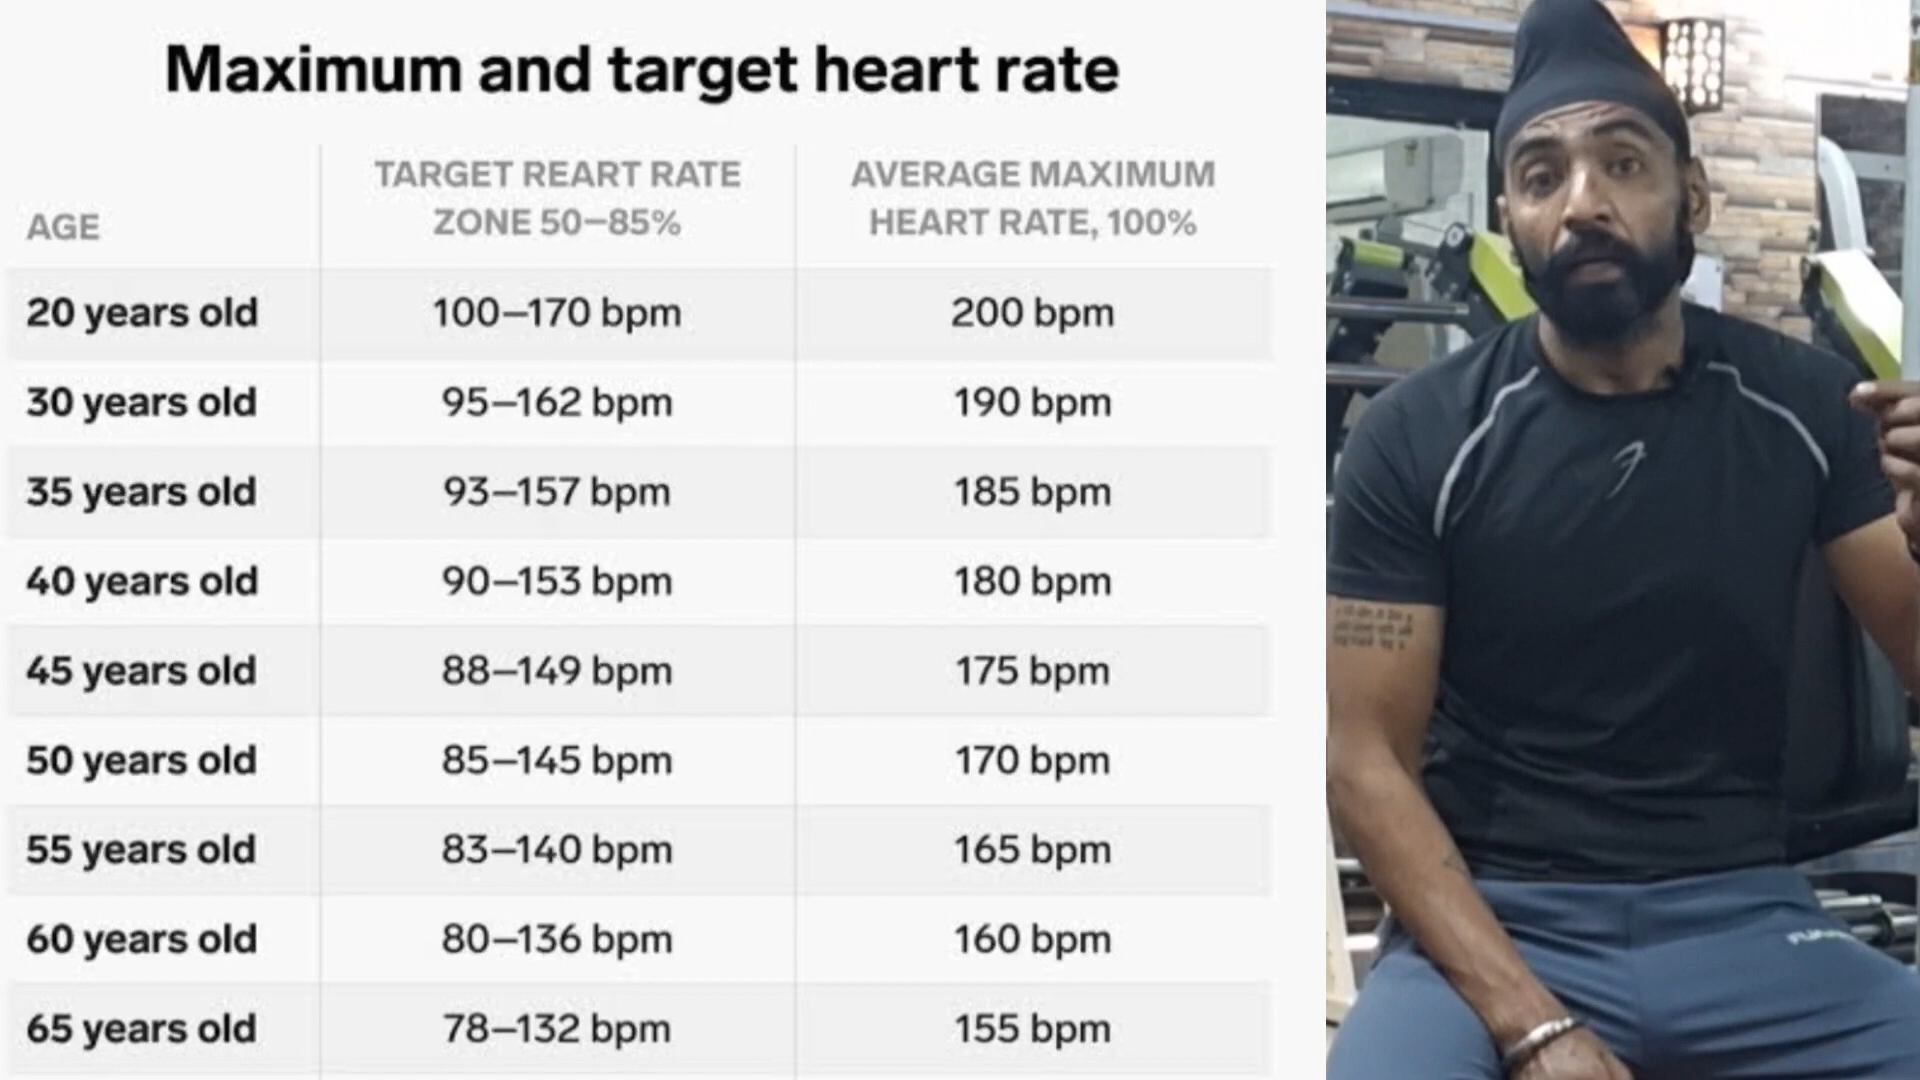 Maximum and target heart rate
AGE
TARGET REART RATE
ZONE 50–85%
AVERAGE MAXIMUM
HEART RATE, 100%
20 years old 100–170 bpm 200 bpm
30 years old 95–162 bpm 190 bpm
35 years old 93–157 bpm 185 bpm
40 years old 90–153 bpm 180 bpm
45 years old 88–149 bpm 175 bpm
50 years old 85–145 bpm 170 bpm
55 years old 83–140 bpm 165 bpm
60 years old 80–136 bpm 160 bpm
65 years old 78–132 bpm 155 bpm